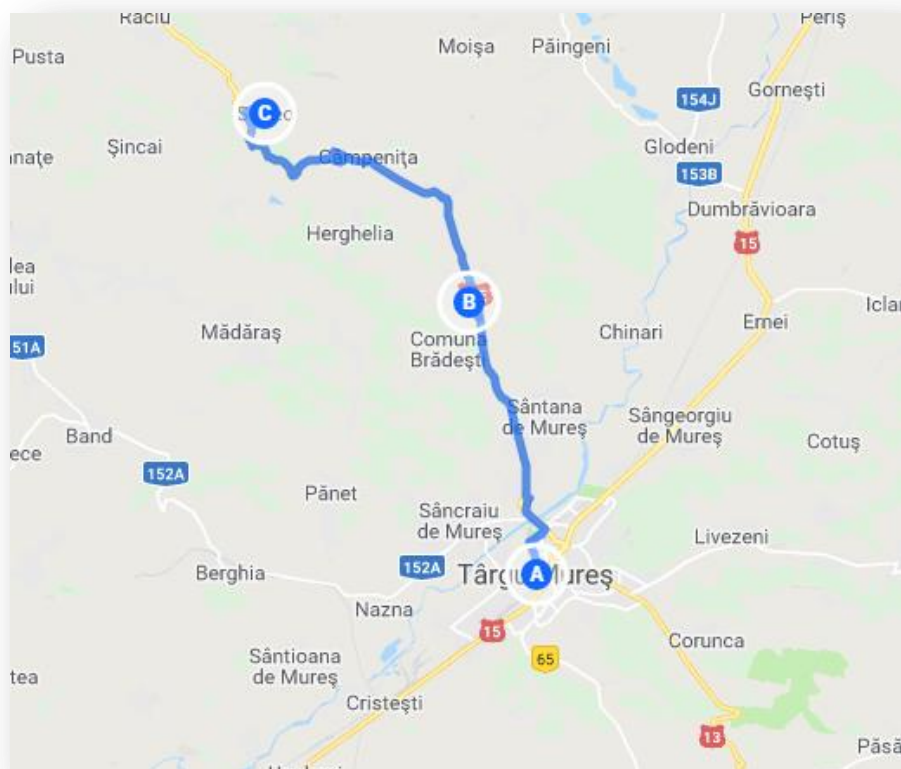 Râciu
Periş
Moişa
Păingeni
Pusta
Gorneşti
154J
C
Şincai
Câmpeniţa
Glodeni
153B
Dumbrăvioara
15
Herghelia
B
Ernei
Mădăraş
Chinari
51A
Comuna
Brădeşti
Sântana
de Mureş
Sângeorgiu
de Mureş
Band
Cotuş
152A
Pănet
Sâncraiu
de Mureş
Livezeni
152A
Berghia
A
Târgu Mureş
Nazna
15
65
Corunca
Sântioana
de Mureş
Cristeşti
13